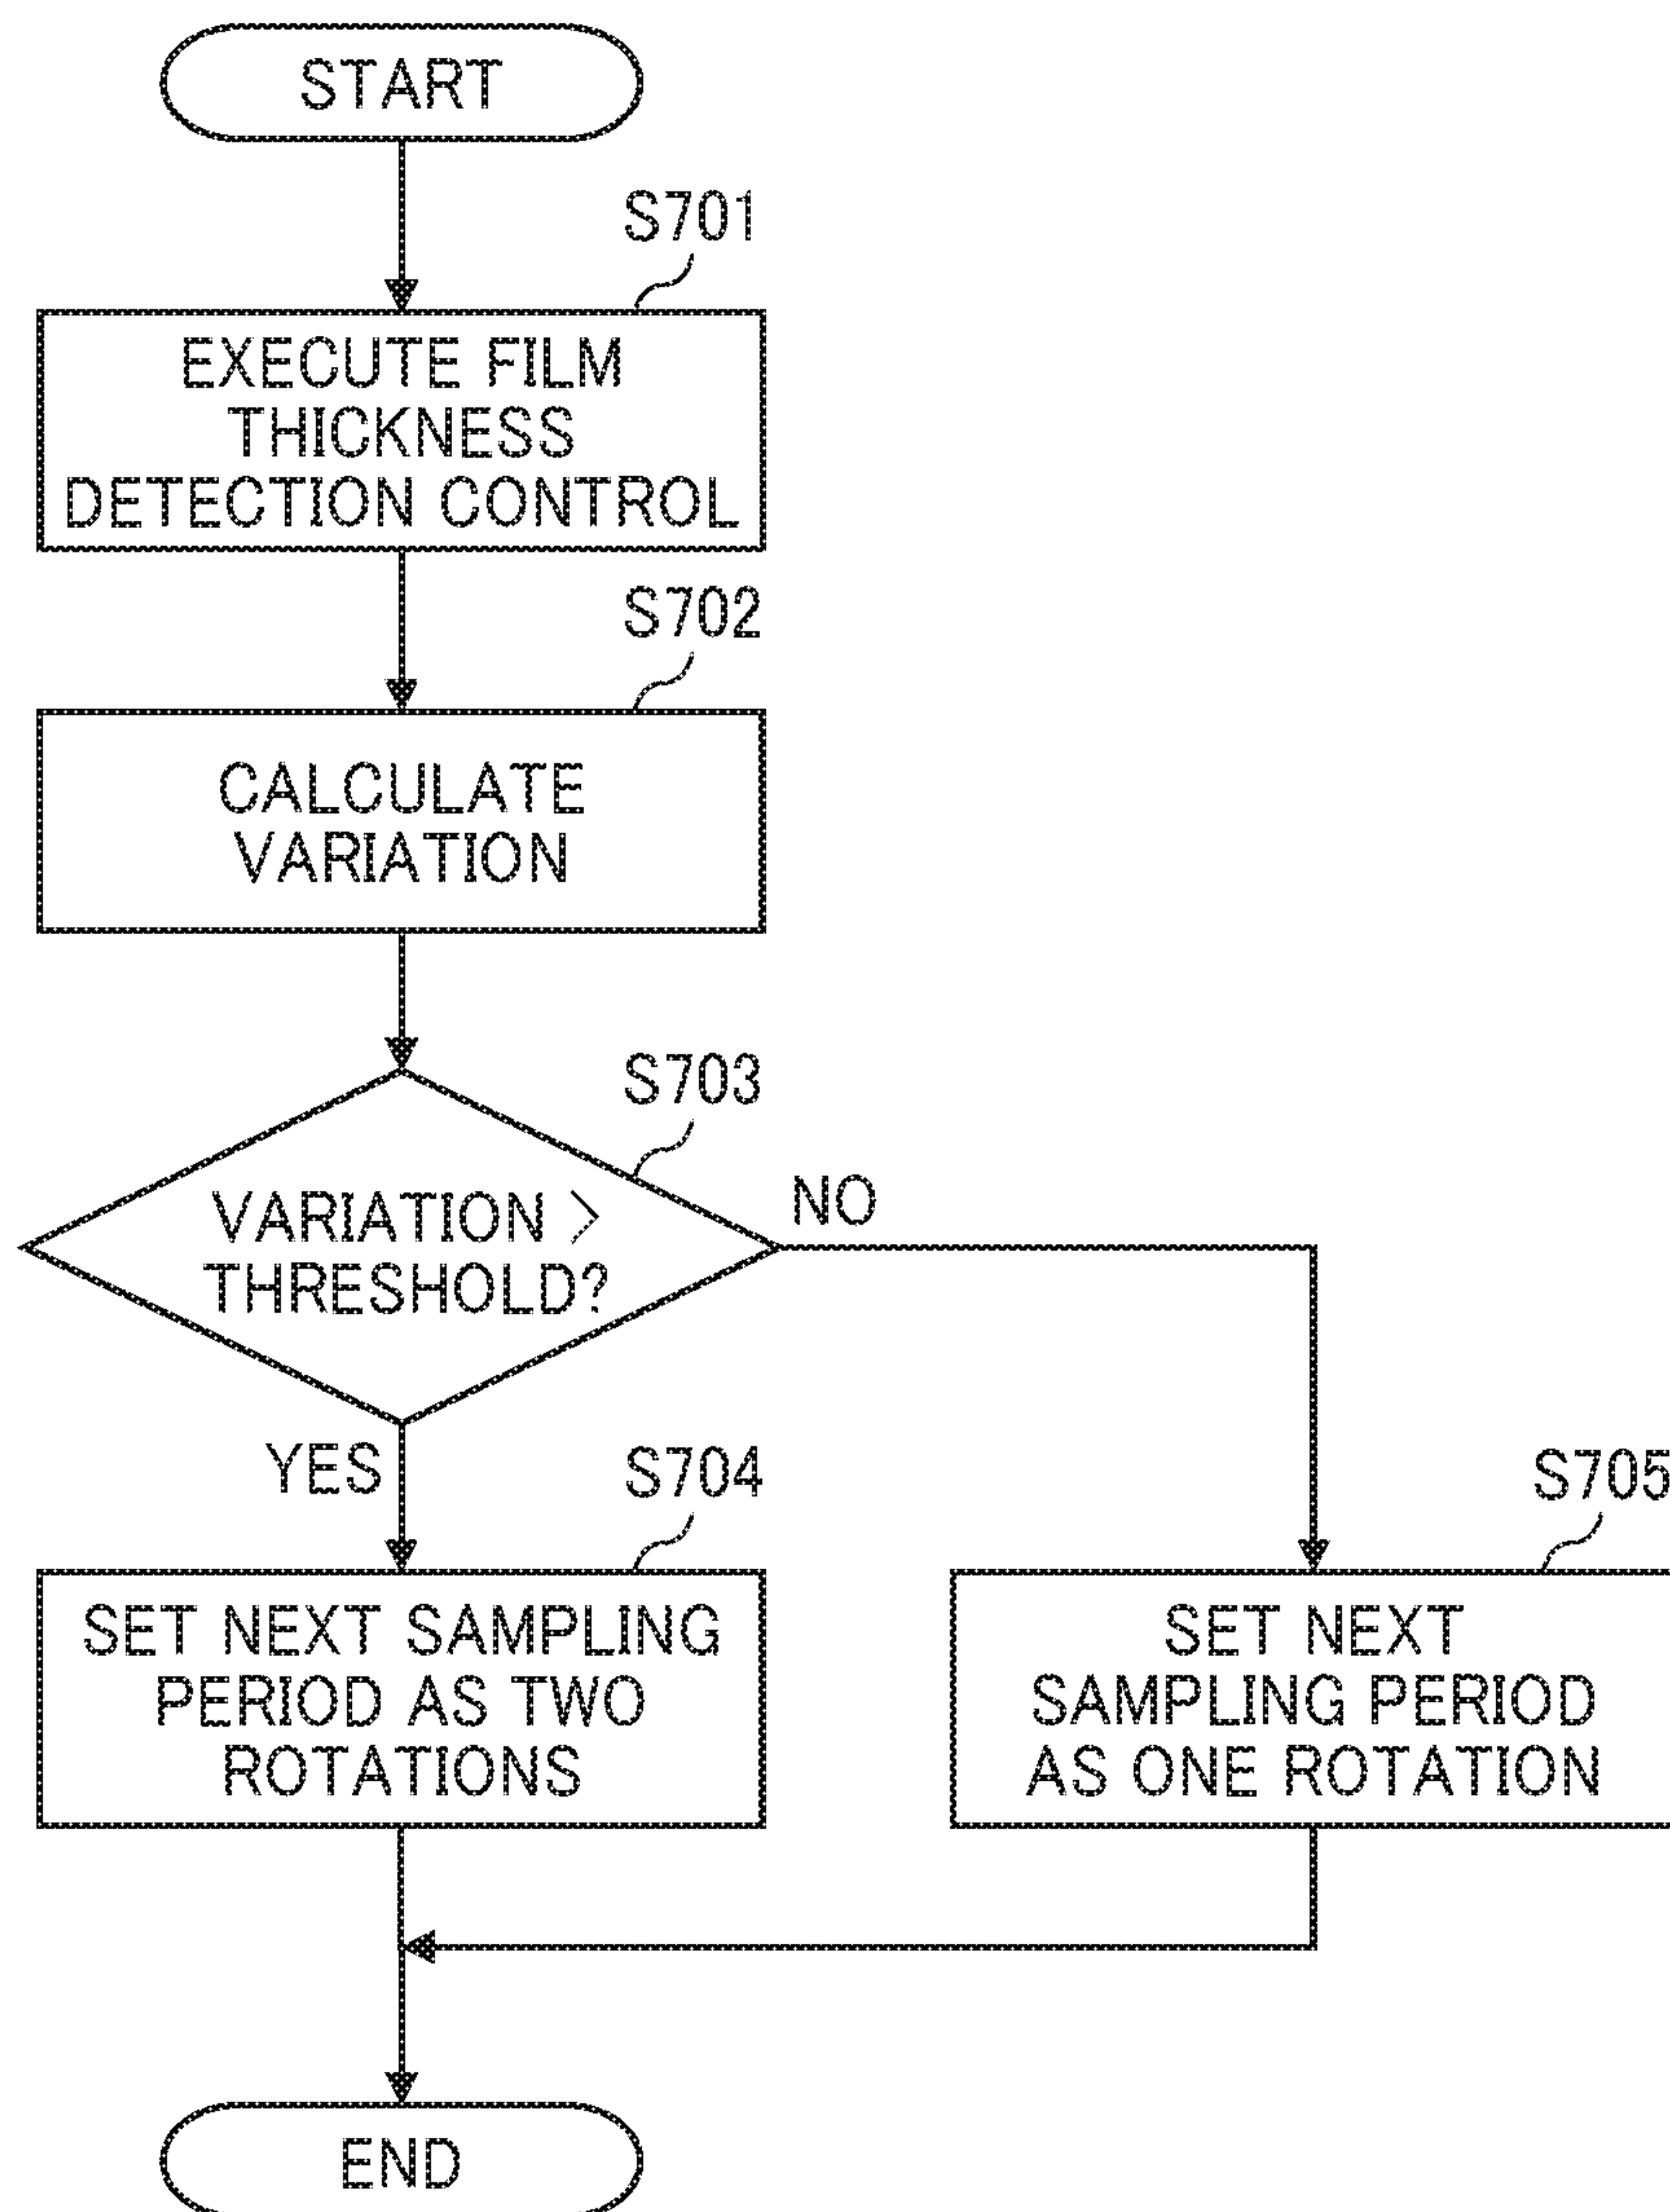 START
S701
EXECUTE FILM
THICKNESS
DETECTION CONTROL
S702
CALCULATE
VARIATION
S703
VARIATION >
THRESHOLD?
NO
YES
S704
SET NEXT SAMPLING
PERIOD AS TWO
ROTATIONS
S705
SET NEXT
SAMPLING PERIOD
AS ONE ROTATION
END